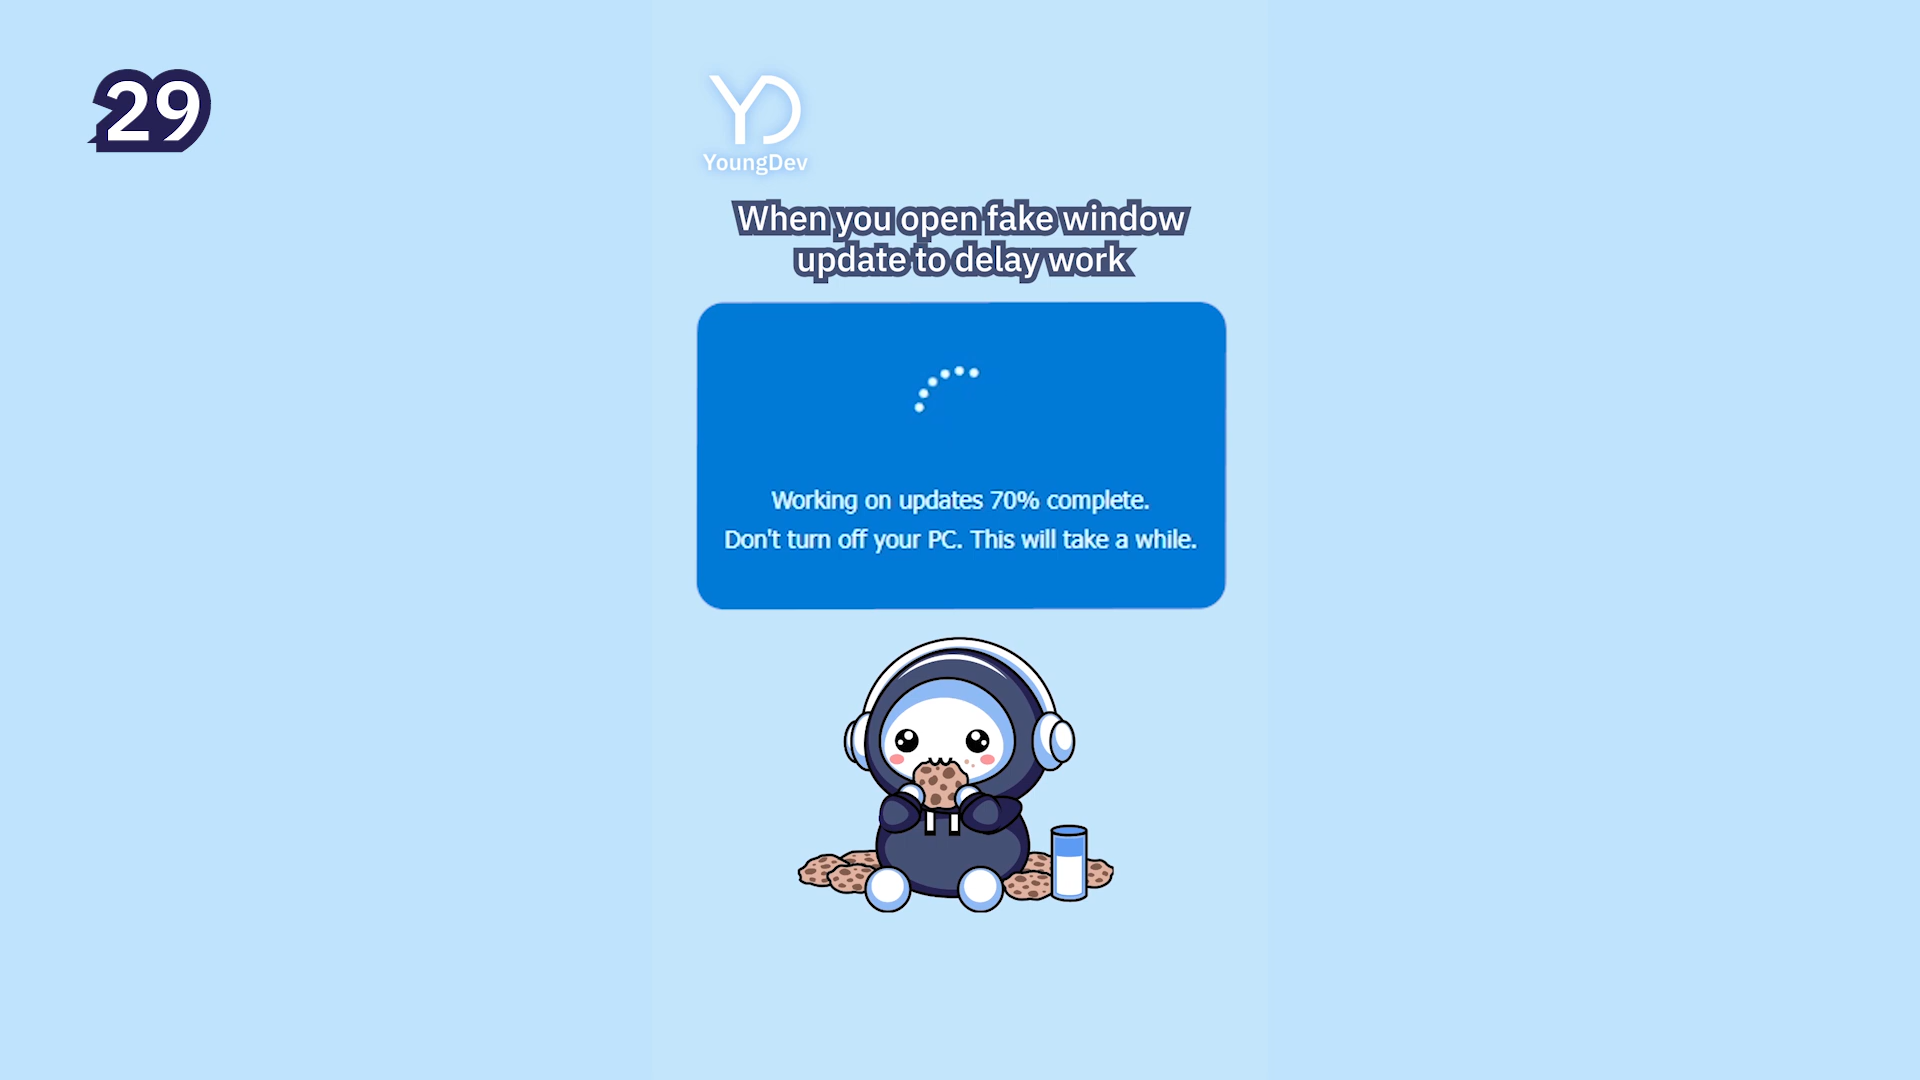 29
YD
YoungDev
When you open fake window
update to delay work
Working on updates 70% complete.
Don't turn off your PC. This will take a while.